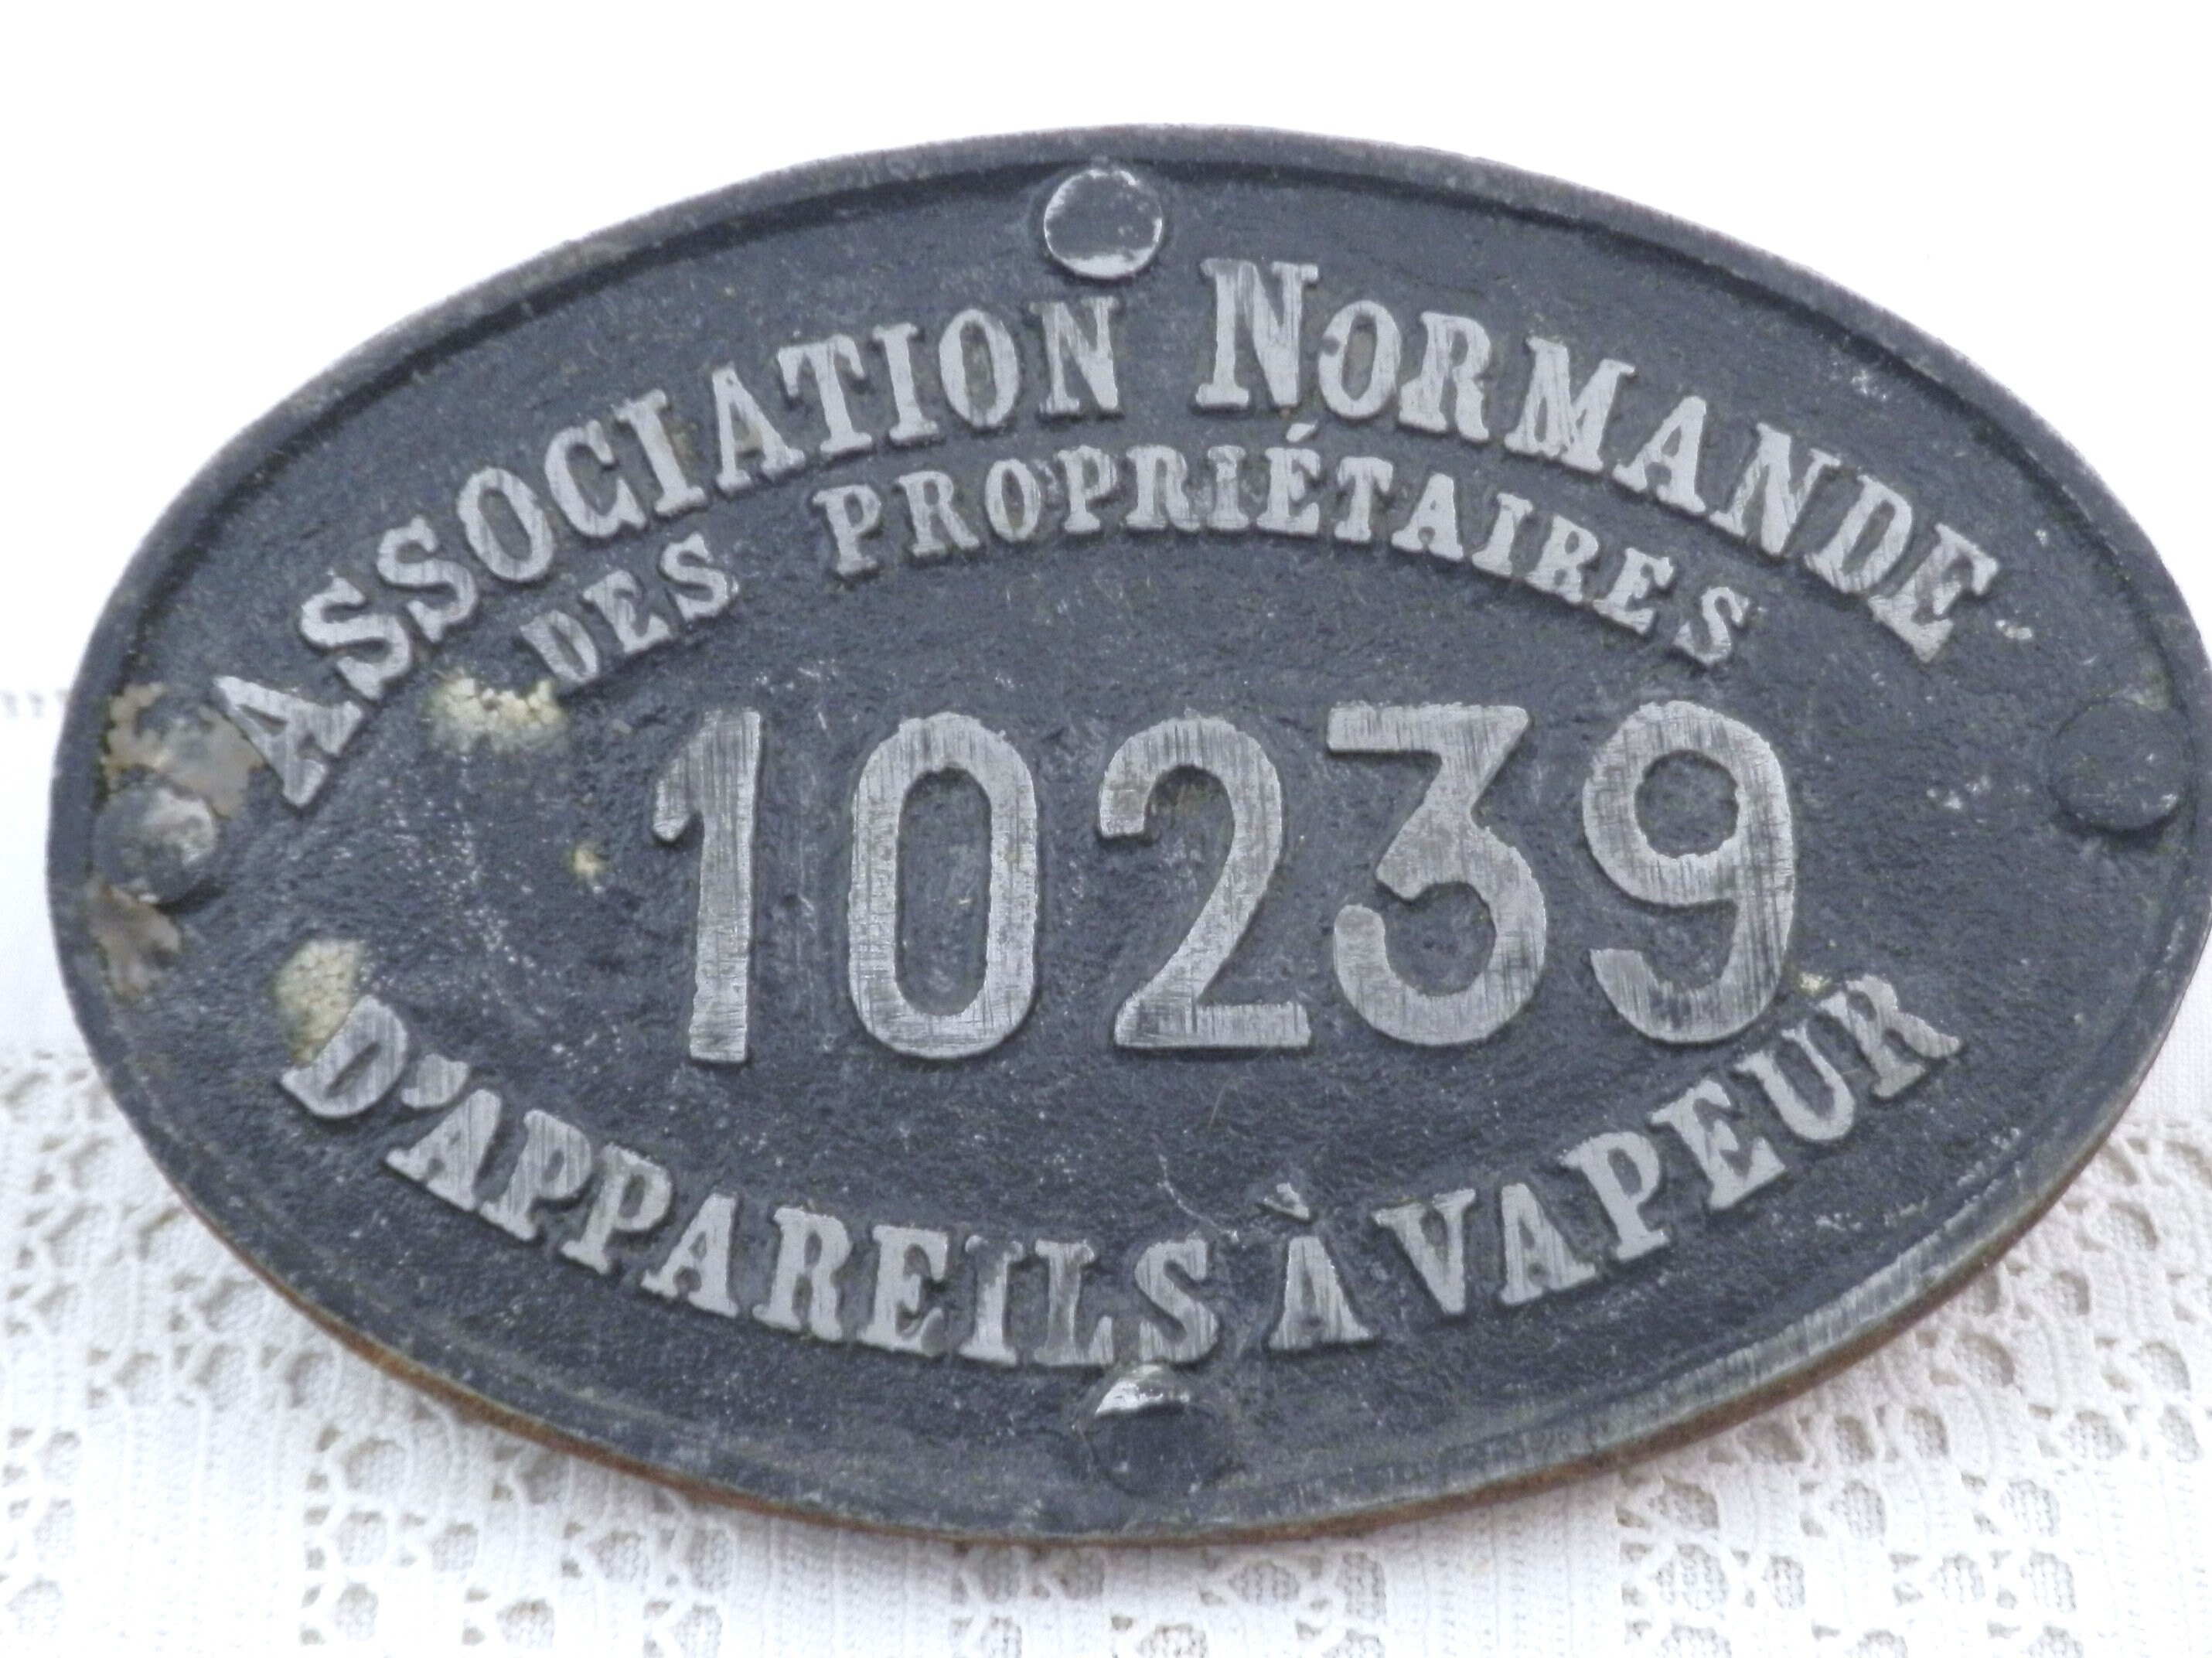 ASSOCIATION NORMANDE
DES PROPRIÉTAIRES
10239
D'APPAREILS À VAPEUR